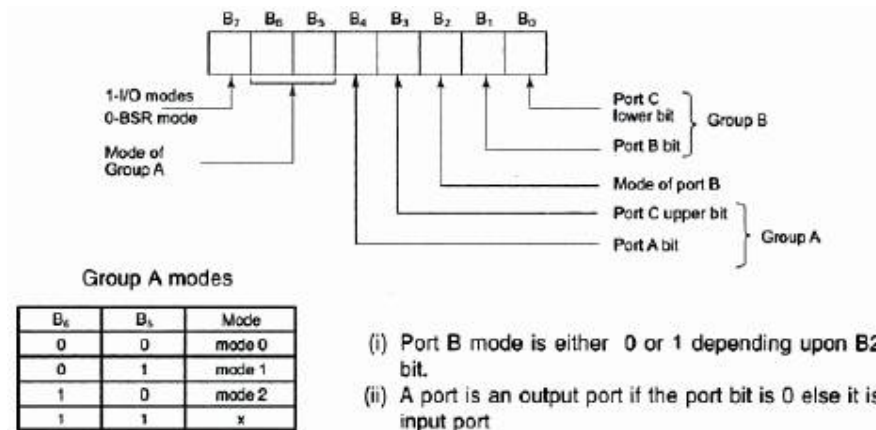 B₇ B₆ B₅ B₄ B₃ B₂ B₁ B₀
1-I/O modes
0-BSR mode
Mode of
Group A
Port C
lower bit
Group B
Port B bit
Mode of port B
Port C upper bit
Group A
Port A bit
Group A modes
B₆ B₅ Mode
0 0 mode 0
0 1 mode 1
1 0 mode 2
1 1 x
(i) Port B mode is either 0 or 1 depending upon B2
bit.
(ii) A port is an output port if the port bit is 0 else it is
input port